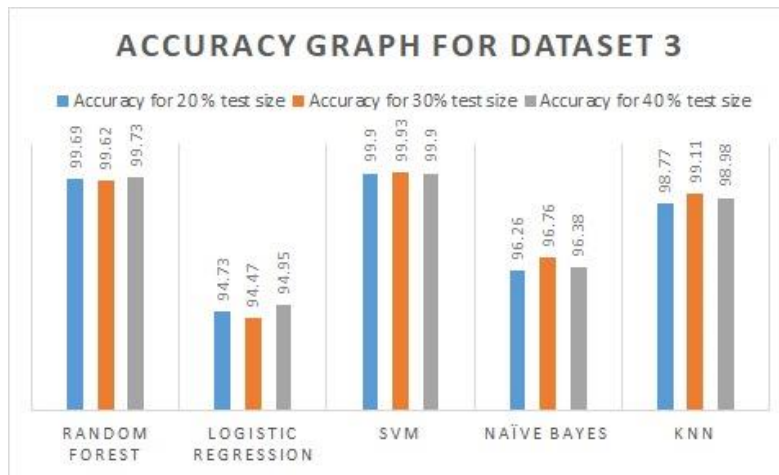 ACCURACY GRAPH FOR DATASET 3
Accuracy for 20% test size Accuracy for 30% test size Accuracy for 40% test size
99.69 99.62 99.73
94.73 94.47 94.95
99.9 99.93 99.9
96.26 96.76 96.38
98.77 99.11 98.98
RANDOM
FOREST
LOGISTIC
REGRESSION
SVM
NAÏVE BAYES
KNN